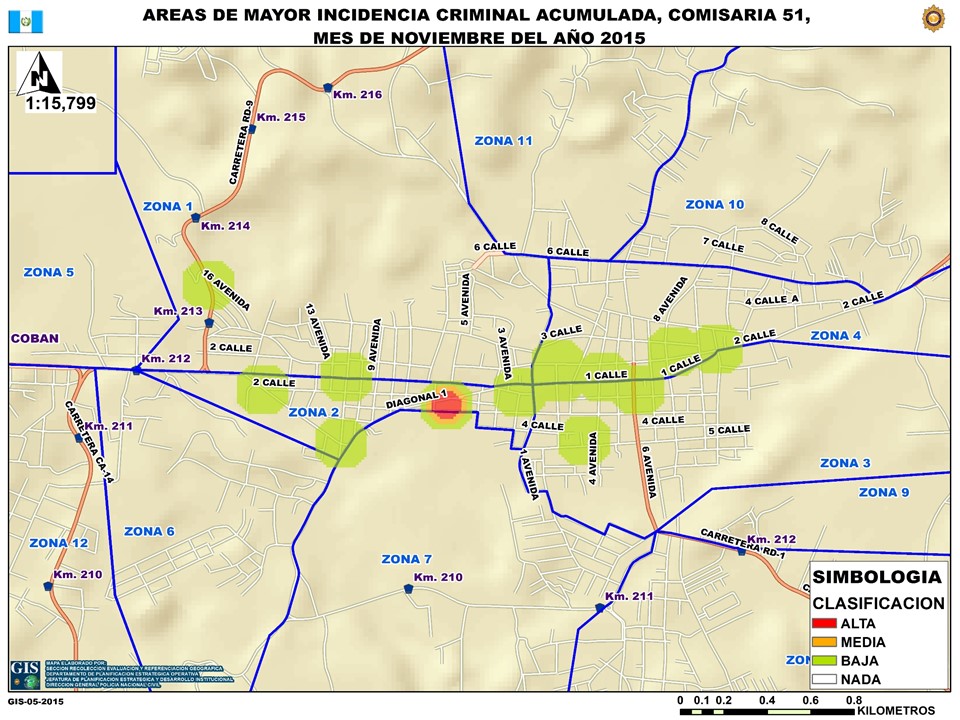 AREAS DE MAYOR INCIDENCIA CRIMINAL ACUMULADA, COMISARIA 51,
MES DE NOVIEMBRE DEL AÑO 2015
N
1:15,799
Km. 216
Km. 215
CARRETERA RD-9
ZONA 11
ZONA 1
ZONA 10
Km. 214
8 CALLE
7 CALLE
6 CALLE
6 CALLE
ZONA 5
16 AVENIDA
5 AVENIDA
8 AVENIDA
4 CALLE A
2 CALLE
Km. 213
13 AVENIDA
9 AVENIDA
3 AVENIDA
3 CALLE
2 CALLE
ZONA 4
COBAN
2 CALLE
Km. 212
1 CALLE
1 CALLE
2 CALLE
DIAGONAL 1
ZONA 2
CARRETERA CA-14
Km. 211
4 CALLE
4 CALLE
5 CALLE
1 AVENIDA
4 AVENIDA
6 AVENIDA
ZONA 3
ZONA 9
ZONA 6
ZONA 12
CARRETERA RD-1
Km. 212
ZONA 7
Km. 210
Km. 210
Km. 211
ZON
SIMBOLOGIA
CLASIFICACION
ALTA
MEDIA
BAJA
NADA
GIS
MAPA ELABORADO POR:
SECCION RECOLECCION EVALUACION Y REFERENCIACION GEOGRAFICA
DEPARTAMENTO DE PLANIFICACION ESTRATEGICA OPERATIVA
JEFATURA DE PLANIFICACION ESTRATEGICA Y DESARROLLO INSTITUCIONAL
DIRECCION GENERAL POLICIA NACIONAL CIVIL
GIS-05-2015
0 0.1 0.2 0.4 0.6 0.8
KILOMETROS